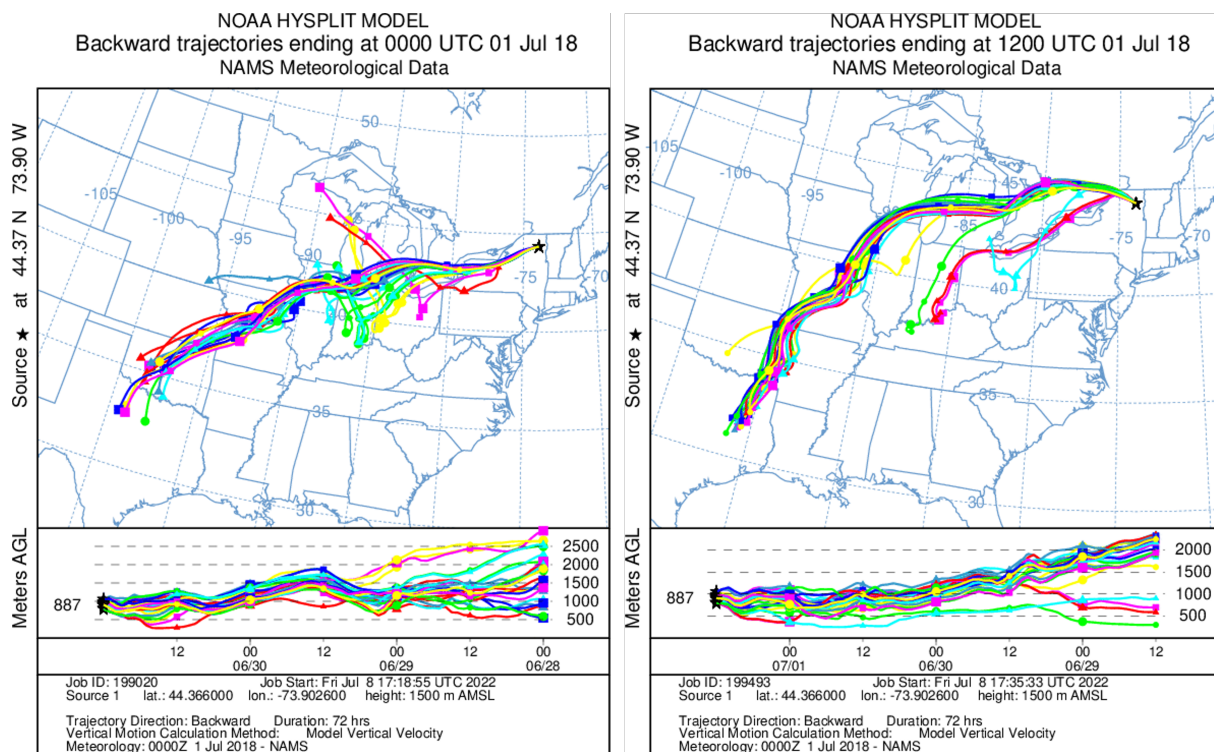 NOAA HYSPLIT MODEL
Backward trajectories ending at 0000 UTC 01 Jul 18
NAMS Meteorological Data
Source ★ at 44.37 N 73.90 W
50
-105
-100
-95
-90
-75
-70
35
30
Meters AGL
887
2500
2000
1500
1000
500
12 00 12 00 12 00
06/30 06/29 06/28
Job ID: 199020 Job Start: Fri Jul 8 17:18:55 UTC 2022
Source 1 lat.: 44.366000 lon.: -73.902600 height: 1500 m AMSL
Trajectory Direction: Backward Duration: 72 hrs
Vertical Motion Calculation Method: Model Vertical Velocity
Meteorology: 0000Z 1 Jul 2018 - NAMS
NOAA HYSPLIT MODEL
Backward trajectories ending at 1200 UTC 01 Jul 18
NAMS Meteorological Data
Source ★ at 44.37 N 73.90 W
-105
-100
-95
-85
-75
40
35
30
Meters AGL
887
2000
1500
1000
500
00 12 00 12 00 12
07/01 06/30 06/29
Job ID: 199493 Job Start: Fri Jul 8 17:35:33 UTC 2022
Source 1 lat.: 44.366000 lon.: -73.902600 height: 1500 m AMSL
Trajectory Direction: Backward Duration: 72 hrs
Vertical Motion Calculation Method: Model Vertical Velocity
Meteorology: 0000Z 1 Jul 2018 - NAMS